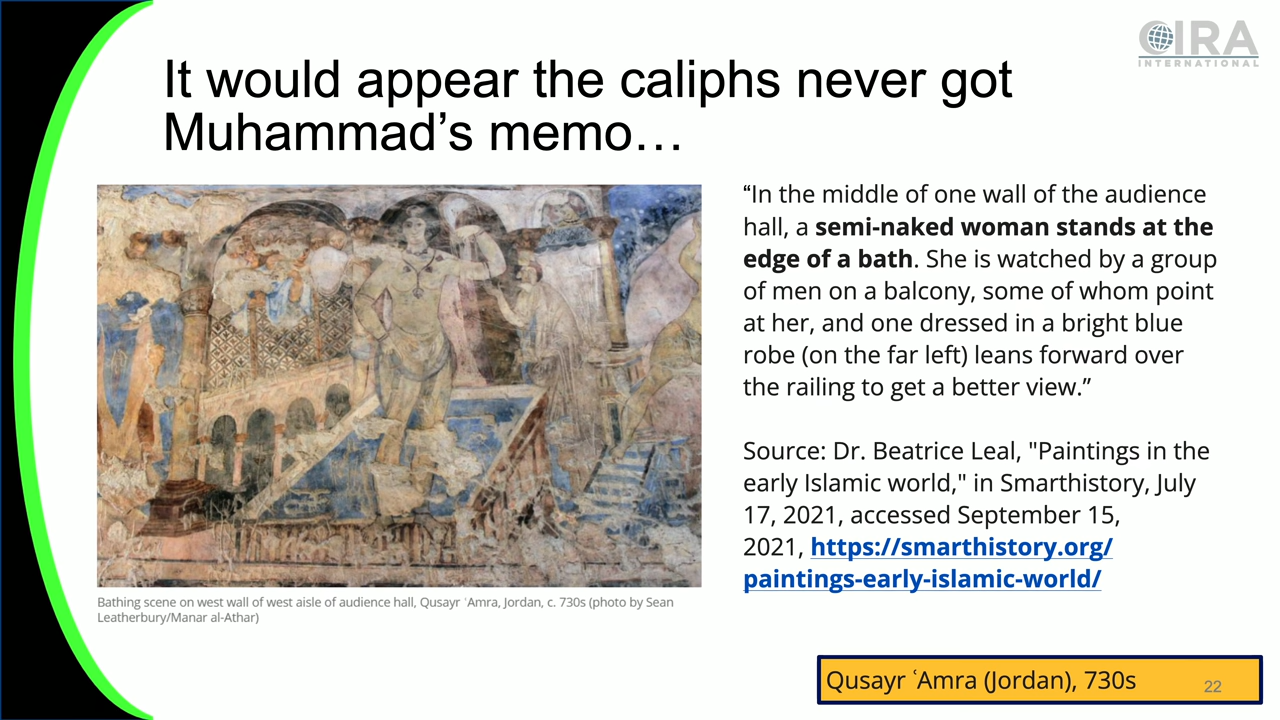 CIRA
INTERNATIONAL
It would appear the caliphs never got
Muhammad’s memo…
“In the middle of one wall of the audience
hall, a semi-naked woman stands at the
edge of a bath. She is watched by a group
of men on a balcony, some of whom point
at her, and one dressed in a bright blue
robe (on the far left) leans forward over
the railing to get a better view.”
Source: Dr. Beatrice Leal, "Paintings in the
early Islamic world," in Smarthistory, July
17, 2021, accessed September 15,
2021, https://smarthistory.org/
paintings-early-islamic-world/
Bathing scene on west wall of west aisle of audience hall, Qusayr ʿAmra, Jordan, c. 730s (photo by Sean
Leatherbury/Manar al-Athar)
Qusayr ʿAmra (Jordan), 730s
22